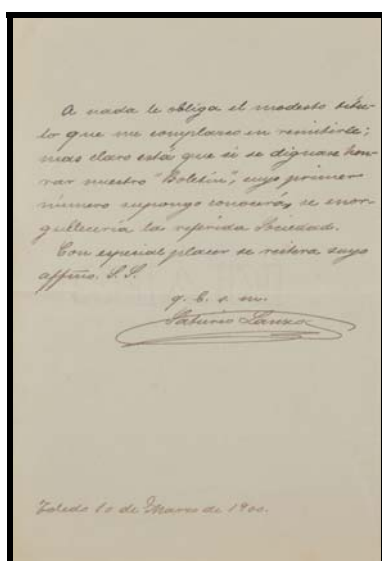 A nada le obliga el modesto títu-
lo que me complazco en remitirle;
mas claro está que si se dignase hon-
rar nuestro "Boletín", cuyo primer
número supongo conocerá, se enor-
gullecería la referida Sociedad.
Con especial placer se reitera suyo
affmo. S. S.
q. b. s. m.
Saturio Lanza
Toledo 10 de Marzo de 1900.